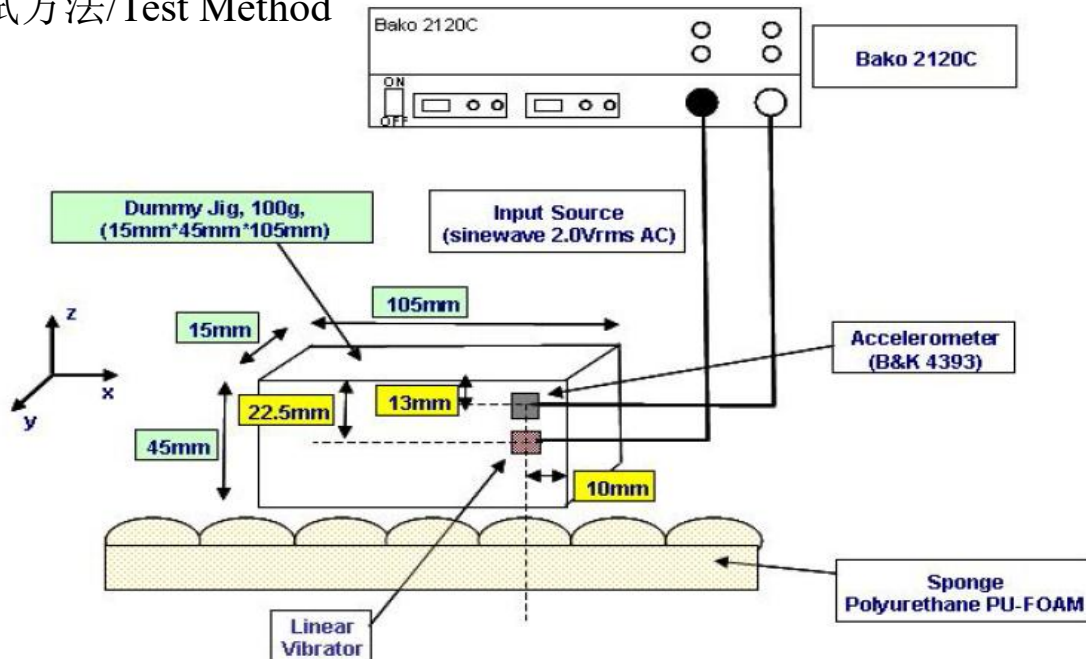 试方法/Test Method
Bako 2120C
ON
OFF
Bako 2120C
Dummy Jig, 100g,
(15mm*45mm*105mm)
Input Source
(sinewave 2.0Vrms AC)
105mm
15mm
z
x
y
Accelerometer
(B&K 4393)
13mm
22.5mm
45mm
10mm
Sponge
Polyurethane PU-FOAM
Linear
Vibrator